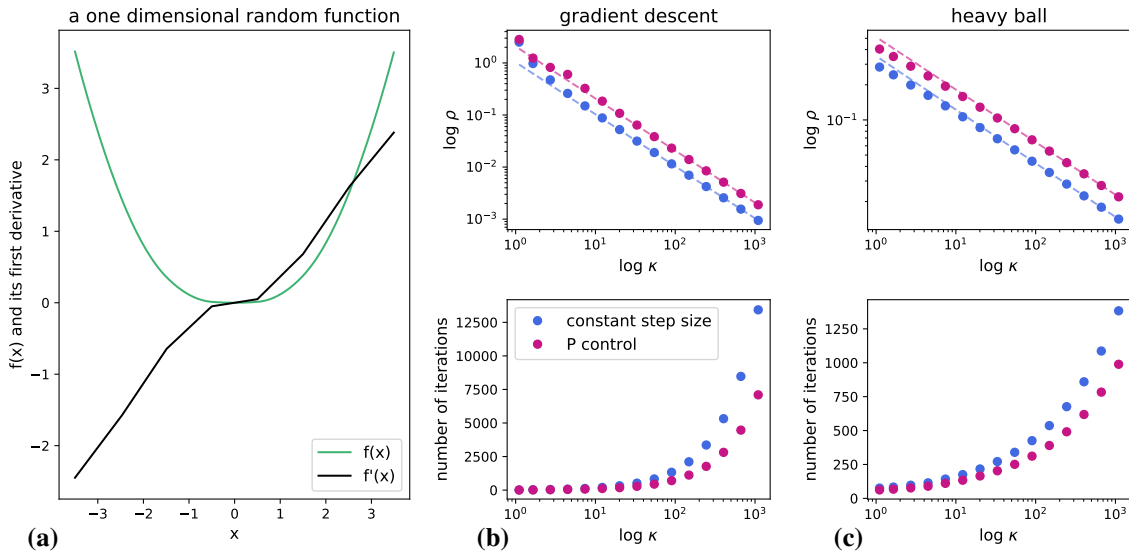 a one dimensional random function
f(x) and its first derivative
3
2
1
0
−1
−2
−3
−2
−1
0
1
2
3
x
f(x)
f'(x)
(a)
gradient descent
log ρ
10⁰
10⁻¹
10⁻²
10⁻³
10⁰
10¹
10²
10³
log κ
number of iterations
12500
10000
7500
5000
2500
0
constant step size
P control
10⁰
10¹
10²
10³
log κ
(b)
heavy ball
log ρ
10⁻¹
10⁰
10¹
10²
10³
log κ
number of iterations
1250
1000
750
500
250
0
10⁰
10¹
10²
10³
log κ
(c)